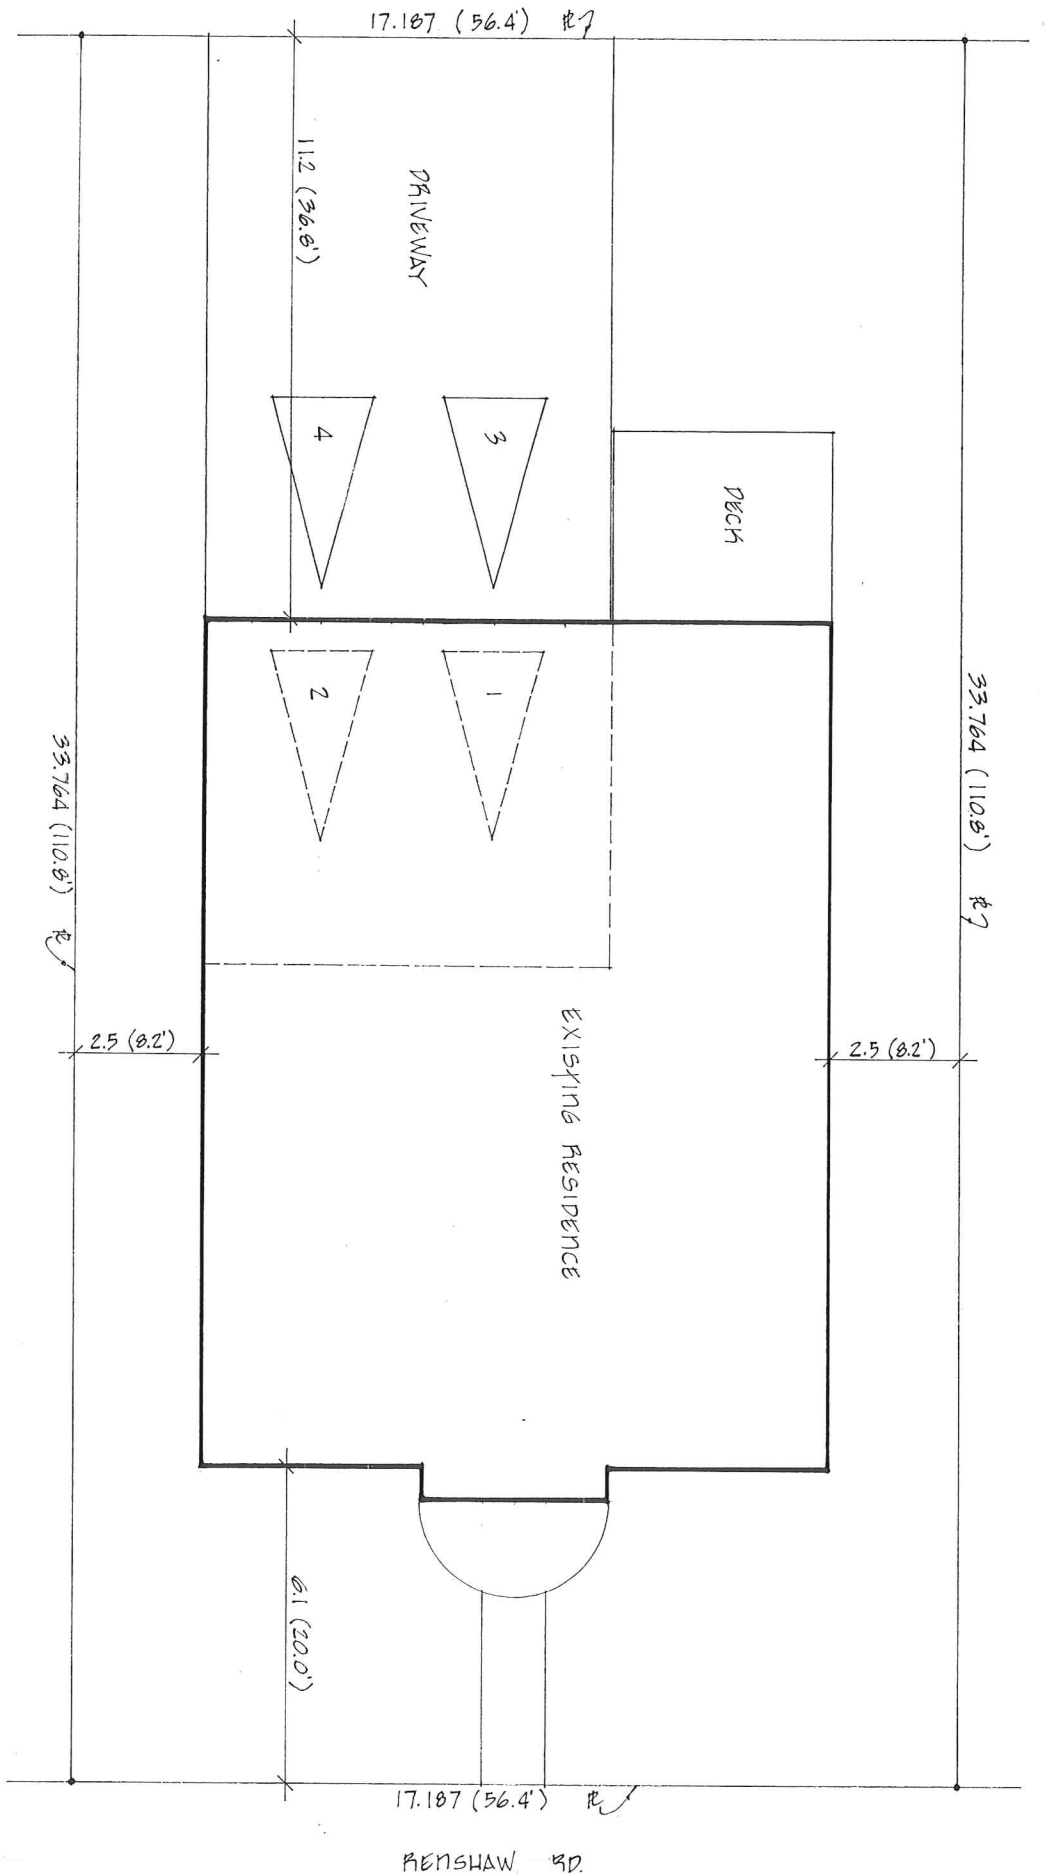 17.187 (56.4') ⅊
11.2 (36.8')
DRIVEWAY
4
3
DECK
2
1
33.764 (110.8') ⅊
33.764 (110.8') ⅊
2.5 (8.2')
2.5 (8.2')
EXISTING RESIDENCE
6.1 (20.0')
17.187 (56.4') ⅊
RENSHAW RD.